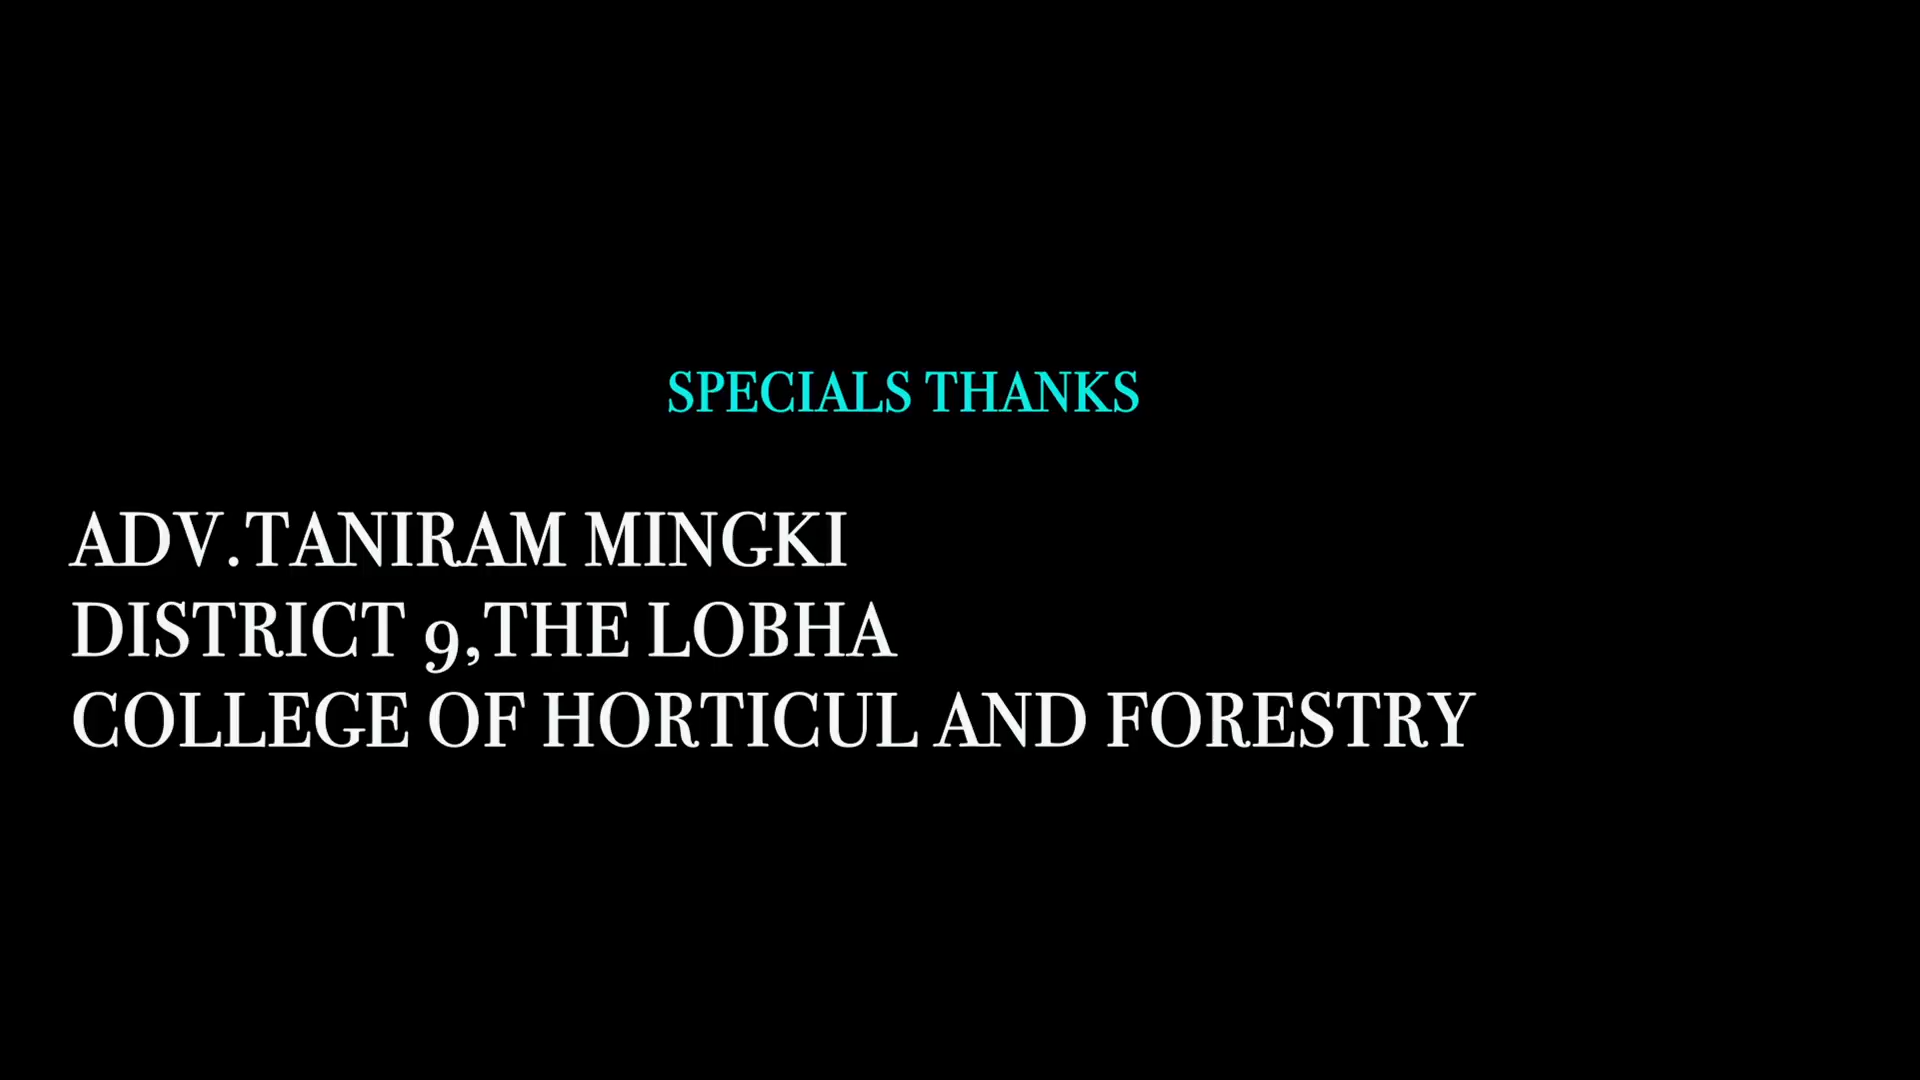 SPECIALS THANKS
ADV.TANIRAM MINGKI
DISTRICT 9,THE LOBHA
COLLEGE OF HORTICUL AND FORESTRY